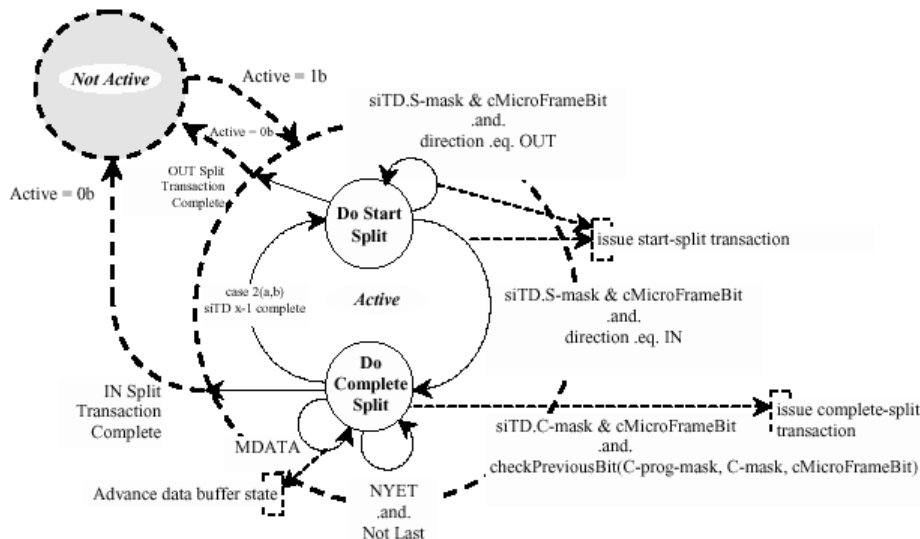 Not Active
Active = 1b
siTD.S-mask & cMicroFrameBit
.and.
direction .eq. OUT
Active = 0b
OUT Split
Transaction
Complete
Active = 0b
Do Start
Split
issue start-split transaction
case 2(a,b)
siTD x-1 complete
Active
siTD.S-mask & cMicroFrameBit
.and.
direction .eq. IN
Do
Complete
Split
IN Split
Transaction
Complete
issue complete-split
transaction
siTD.C-mask & cMicroFrameBit
.and.
checkPreviousBit(C-prog-mask, C-mask, cMicroFrameBit)
MDATA
Advance data buffer state
NYET
.and.
Not Last